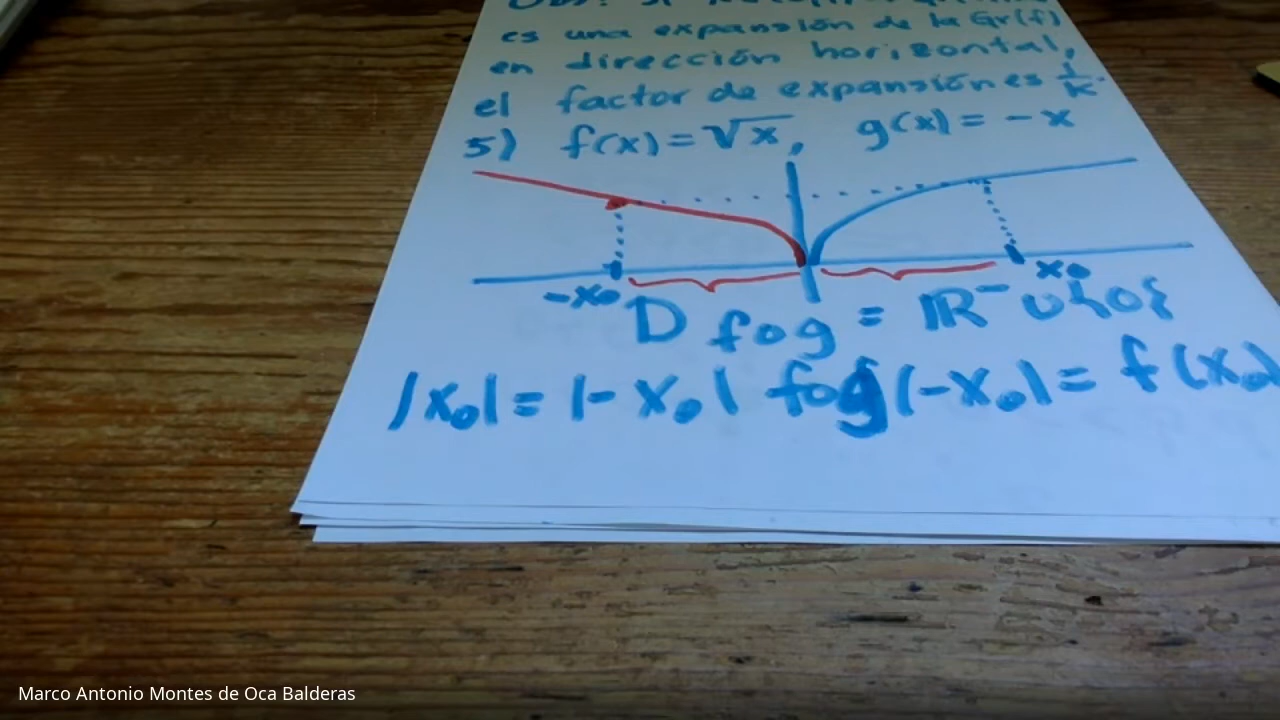 es una expansión de la Gr(f)
en dirección horizontal,
el factor de expansión es 1/k.
5) f(x) = √x, g(x) = - x
-x₀ x₀
D fog = ℝ⁻ ∪ {0}
|x₀| = |- x₀| fog(-x₀) = f(x₀)
Marco Antonio Montes de Oca Balderas